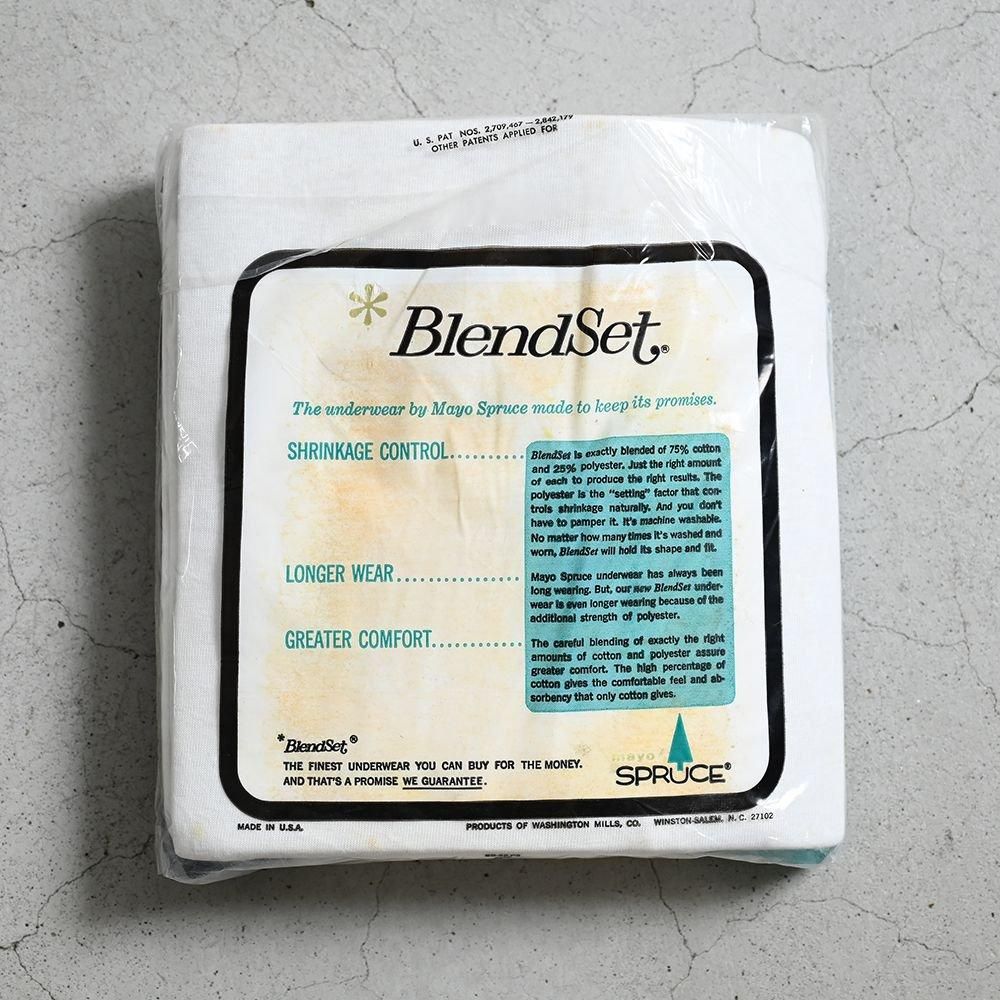 U. S. PAT NOS. 2,709,467 — 2,842,179
OTHER PATENTS APPLIED FOR
*BlendSet®
The underwear by Mayo Spruce made to keep its promises.
SHRINKAGE CONTROL..........
BlendSet is exactly blended of 75% cotton
and 25% polyester. Just the right amount
of each to produce the right results. The
polyester is the "setting" factor that con-
trols shrinkage naturally. And you don't
have to pamper it. It's machine washable.
No matter how many times it's washed and
worn, BlendSet will hold its shape and fit.
LONGER WEAR.................
Mayo Spruce underwear has always been
long wearing. But, our new BlendSet under-
wear is even longer wearing because of the
additional strength of polyester.
GREATER COMFORT.............
The careful blending of exactly the right
amounts of cotton and polyester assure
greater comfort. The high percentage of
cotton gives the comfortable feel and ab-
sorbency that only cotton gives.
*BlendSet®
THE FINEST UNDERWEAR YOU CAN BUY FOR THE MONEY.
AND THAT'S A PROMISE WE GUARANTEE.
mayo
SPRUCE®
MADE IN U.S.A.
PRODUCTS OF WASHINGTON MILLS, CO. WINSTON-SALEM, N. C. 27102